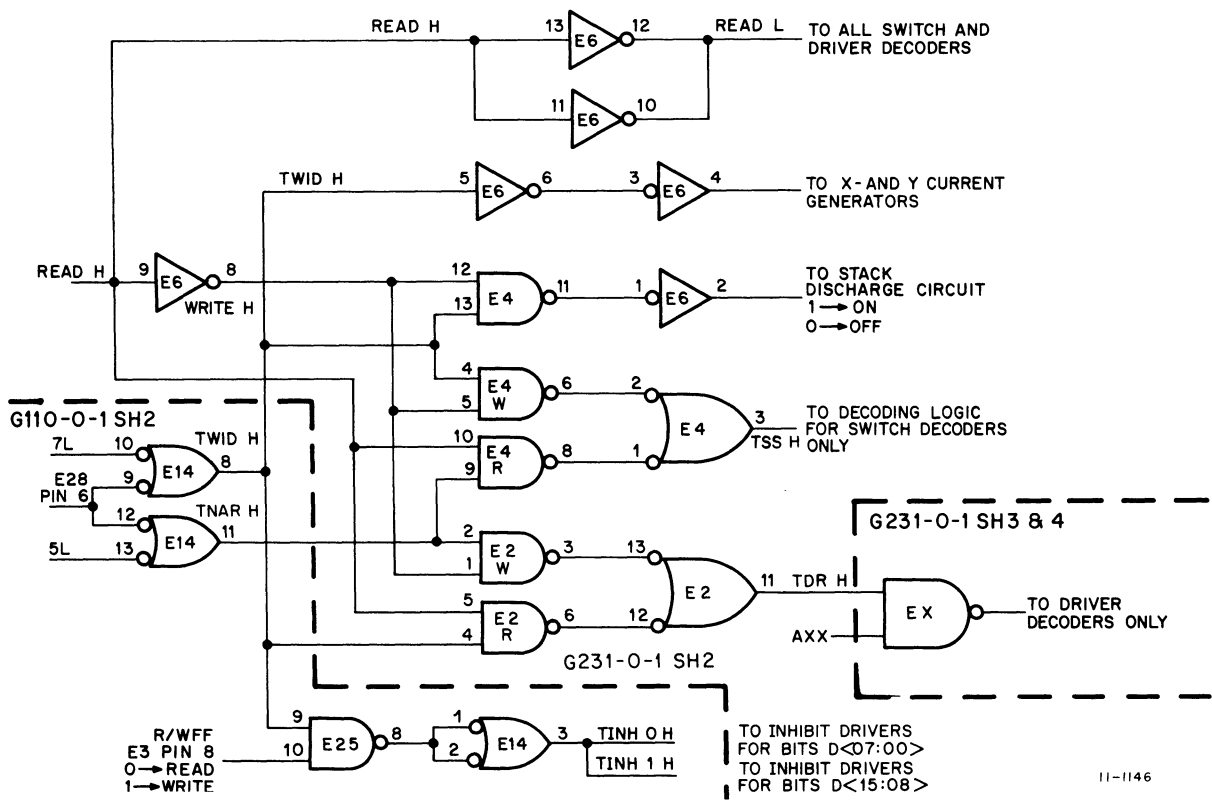 READ H
13
E6
12
READ L
TO ALL SWITCH AND
DRIVER DECODERS
11
E6
10
TWID H
5
E6
6
3
E6
4
TO X-AND Y CURRENT
GENERATORS
READ H
9
E6
8
WRITE H
12
13
E4
11
1
E6
2
TO STACK
DISCHARGE CIRCUIT
1→ON
0→OFF
4
5
E4
W
6
2
10
9
E4
R
8
1
E4
3
TSS H
TO DECODING LOGIC
FOR SWITCH DECODERS
ONLY
G110-0-1 SH2
7L
10
E28
PIN 6
9
E14
TWID H
8
12
5L
13
E14
TNAR H
11
2
1
E2
W
3
13
5
4
E2
R
6
12
E2
11
TDR H
G231-0-1 SH3 & 4
AXX
EX
TO DRIVER
DECODERS ONLY
G231-0-1 SH2
R/WFF
E3 PIN 8
0→READ
1→WRITE
9
10
E25
8
1
2
E14
3
TINH 0 H
TINH 1 H
TO INHIBIT DRIVERS
FOR BITS D<07:00>
TO INHIBIT DRIVERS
FOR BITS D<15:08>
11-1146